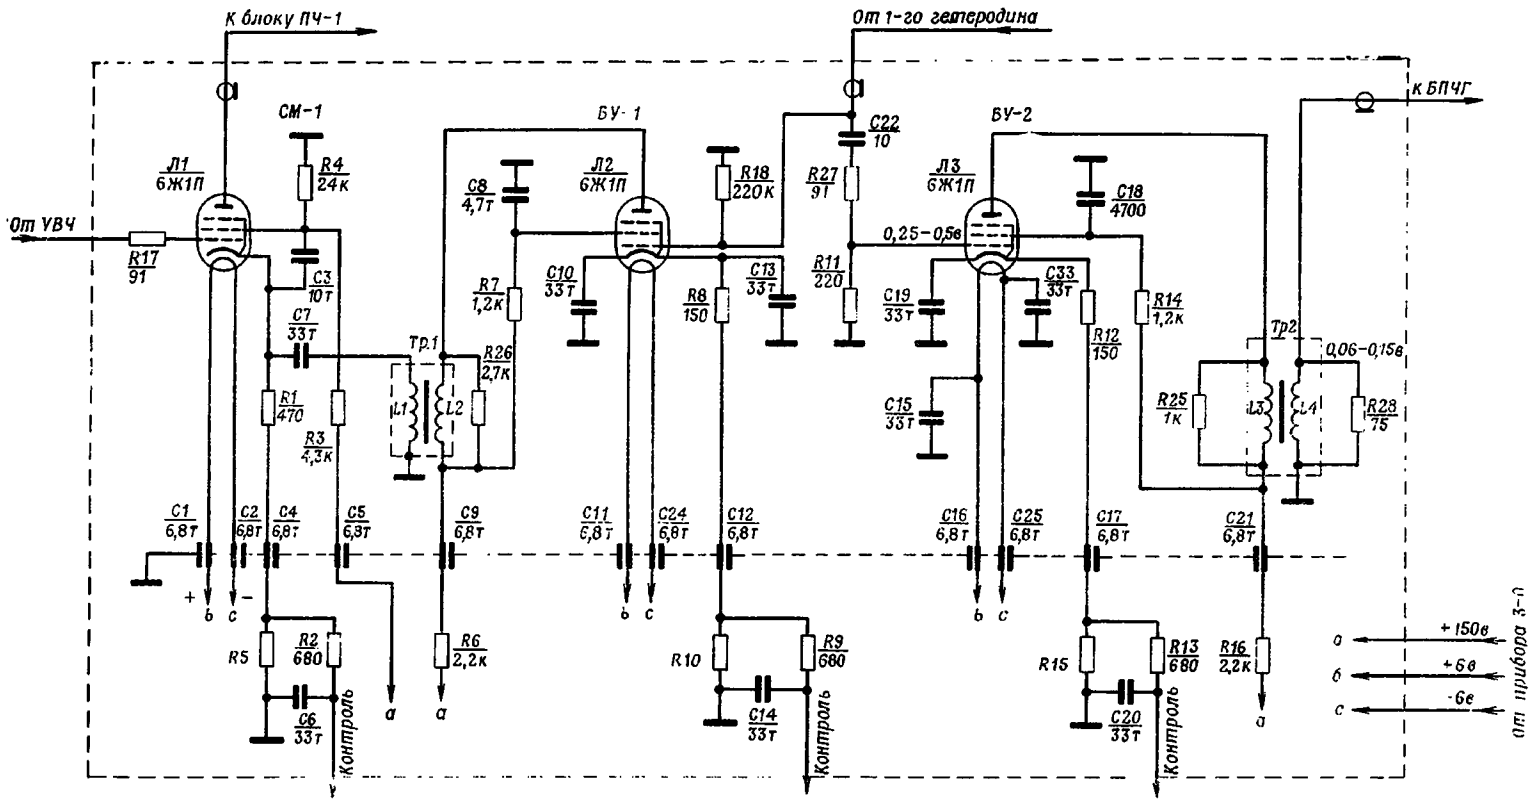 К блоку ПЧ-1
От 1-го гетеродина
к БПЧГ
СМ-1
БУ-1
БУ-2
Л1
6Ж1П
R4
24к
C8
4,7т
Л2
6Ж1П
R18
220к
C22
10
R27
91
Л3
6Ж1П
C18
4700
От УВЧ
R17
91
C3
10т
0,25-0,5в
C7
33т
R7
1,2к
C10
33т
R8
150
C13
33т
R11
220
C19
33т
C33
33т
R14
1,2к
R12
150
Тр.1
R26
2,7к
Тр2
0,06-0,15в
R1
470
R3
4,3к
L1
L2
C15
33т
R25
1к
L3
L4
R28
75
C1
6,8т
C2
6,8т
C4
6,8т
C5
6,8т
C9
6,8т
C11
6,8т
C24
6,8т
C12
6,8т
C16
6,8т
C25
6,8т
C17
6,8т
C21
6,8т
+ b c -
b c
b c
R5
R2
680
R6
2,2к
R10
R9
680
R15
R13
680
R16
2,2к
a +150в
б +6в
c -6в
От прибора 3-0
a
a
a
C6
33т
Контроль
C14
33т
Контроль
C20
33т
Контроль